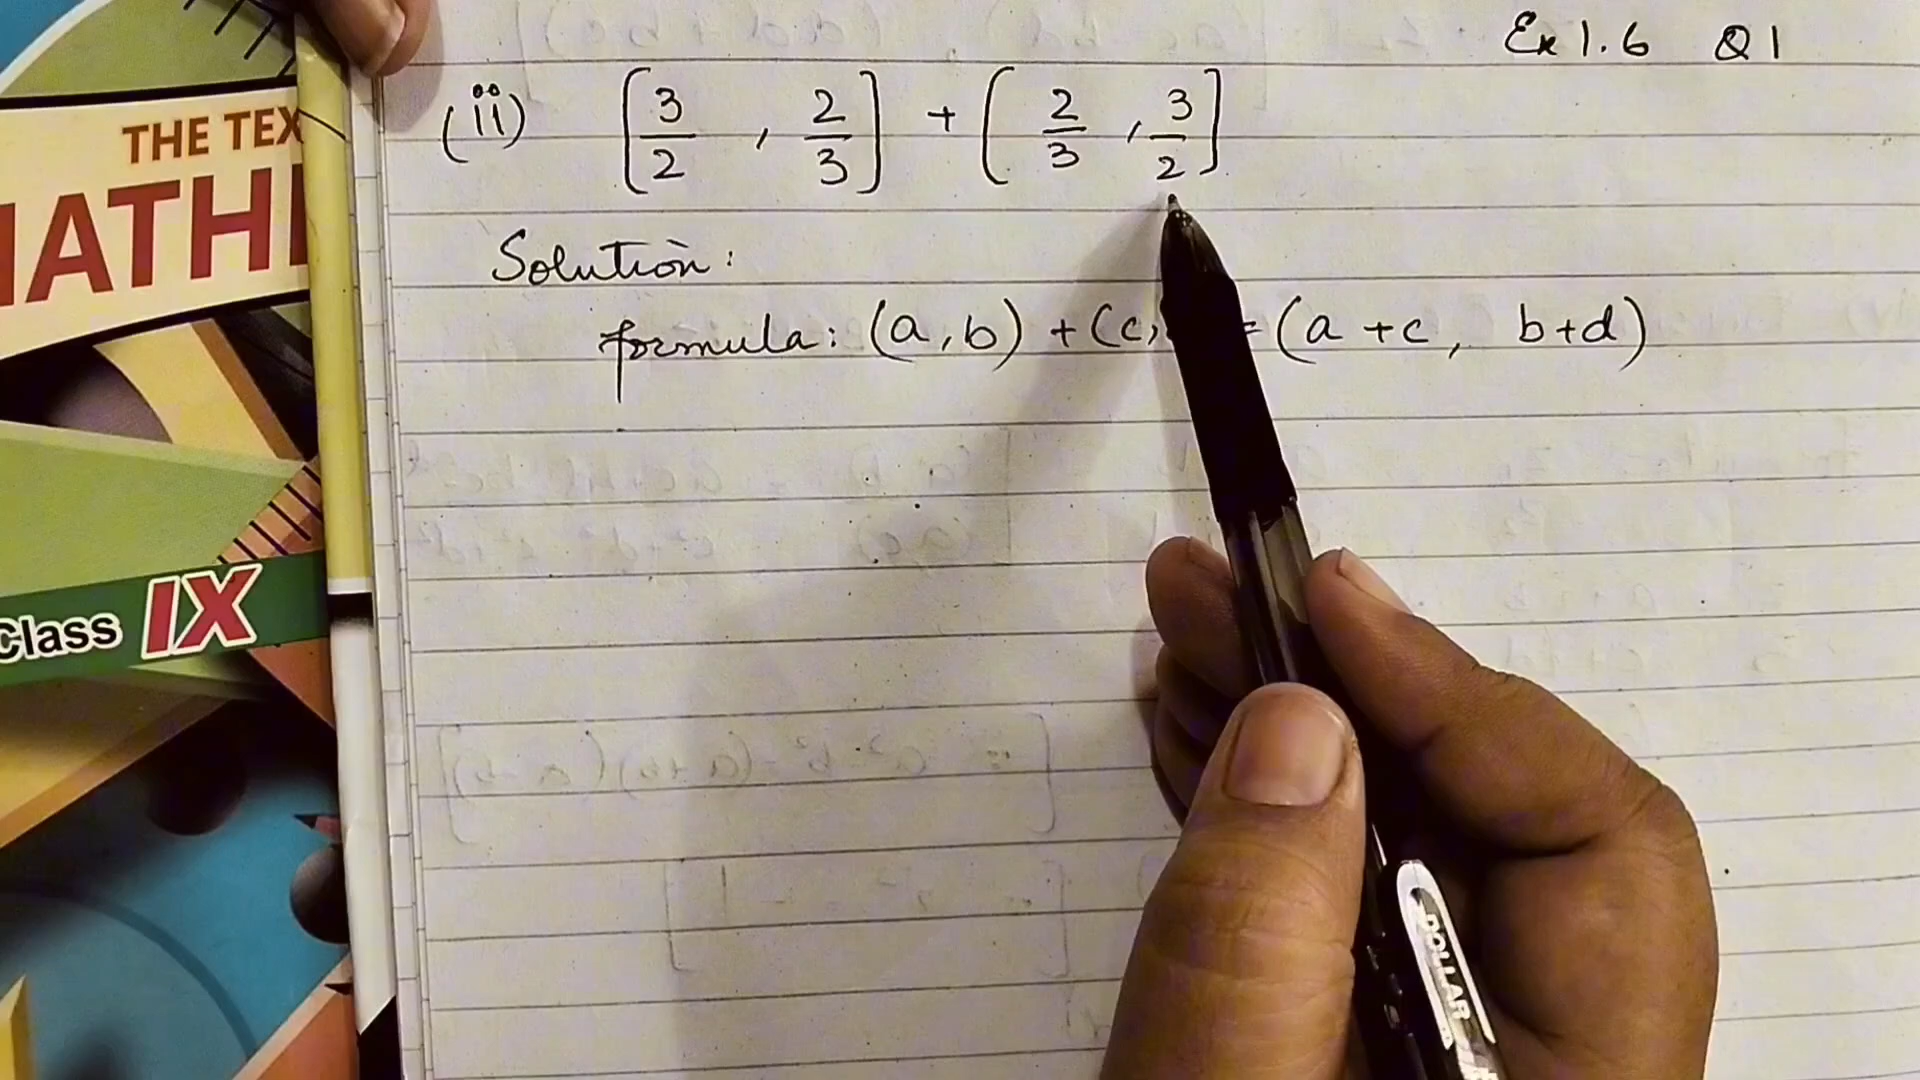 Ex 1.6 Q1
(ii) [3/2 , 2/3] + [2/3 , 3/2]
Solution:
formula: (a, b) + (c, = (a + c, b + d)
THE TEX
MATHE
Class IX
DOLLAR